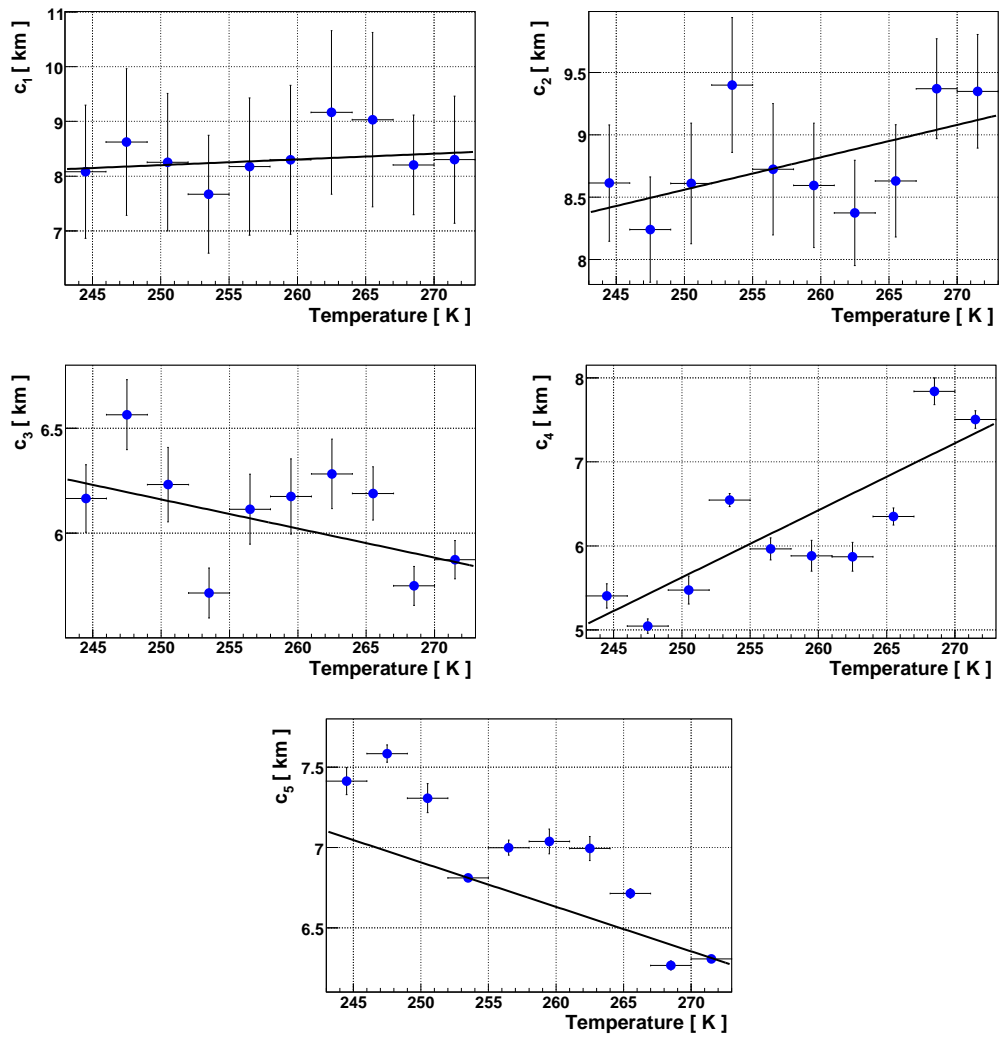 c1 [ km ]
11
10
9
8
7
245 250 255 260 265 270
Temperature [ K ]
c2 [ km ]
9.5
9
8.5
8
245 250 255 260 265 270
Temperature [ K ]
c3 [ km ]
6.5
6
245 250 255 260 265 270
Temperature [ K ]
c4 [ km ]
8
7
6
5
245 250 255 260 265 270
Temperature [ K ]
c5 [ km ]
7.5
7
6.5
245 250 255 260 265 270
Temperature [ K ]